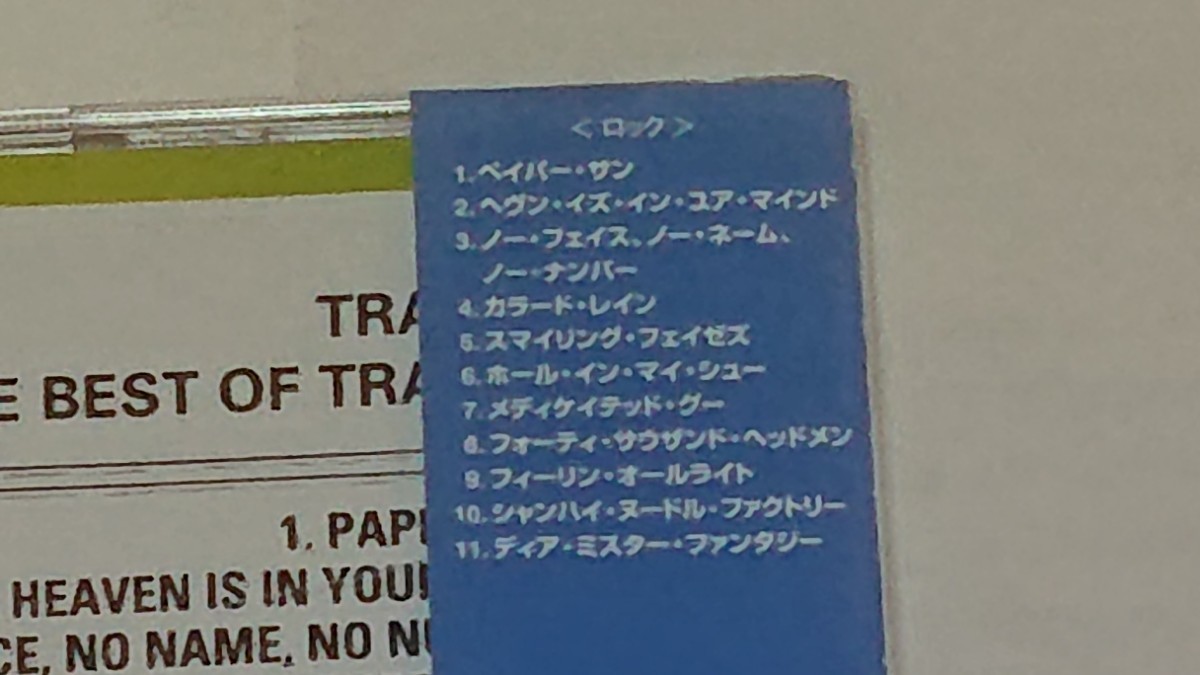 <ロック>
1.ペイパー・サン
2.ヘヴン・イズ・イン・ユア・マインド
3.ノー・フェイス、ノー・ネーム、
ノー・ナンバー
4.カラード・レイン
5.スマイリング・フェイゼズ
6.ホール・イン・マイ・シュー
7.メディケイテッド・グー
8.フォーティ・サウザンド・ヘッドメン
9.フィーリン・オールライト
10.シャンハイ・ヌードル・ファクトリー
11.ディア・ミスター・ファンタジー
TRA
E BEST OF TRA
1. PAP
HEAVEN IS IN YOU
CE, NO NAME, NO N